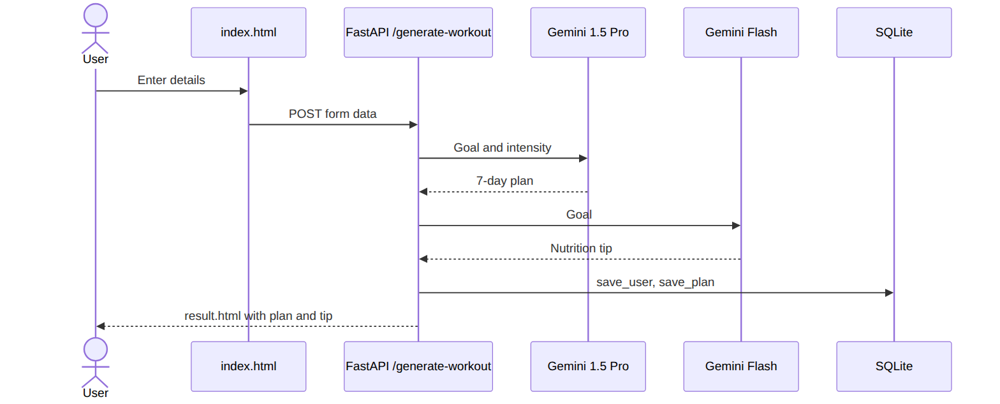 User
index.html
FastAPI /generate-workout
Gemini 1.5 Pro
Gemini Flash
SQLite
Enter details
POST form data
Goal and intensity
7-day plan
Goal
Nutrition tip
save_user, save_plan
result.html with plan and tip
User
index.html
FastAPI /generate-workout
Gemini 1.5 Pro
Gemini Flash
SQLite